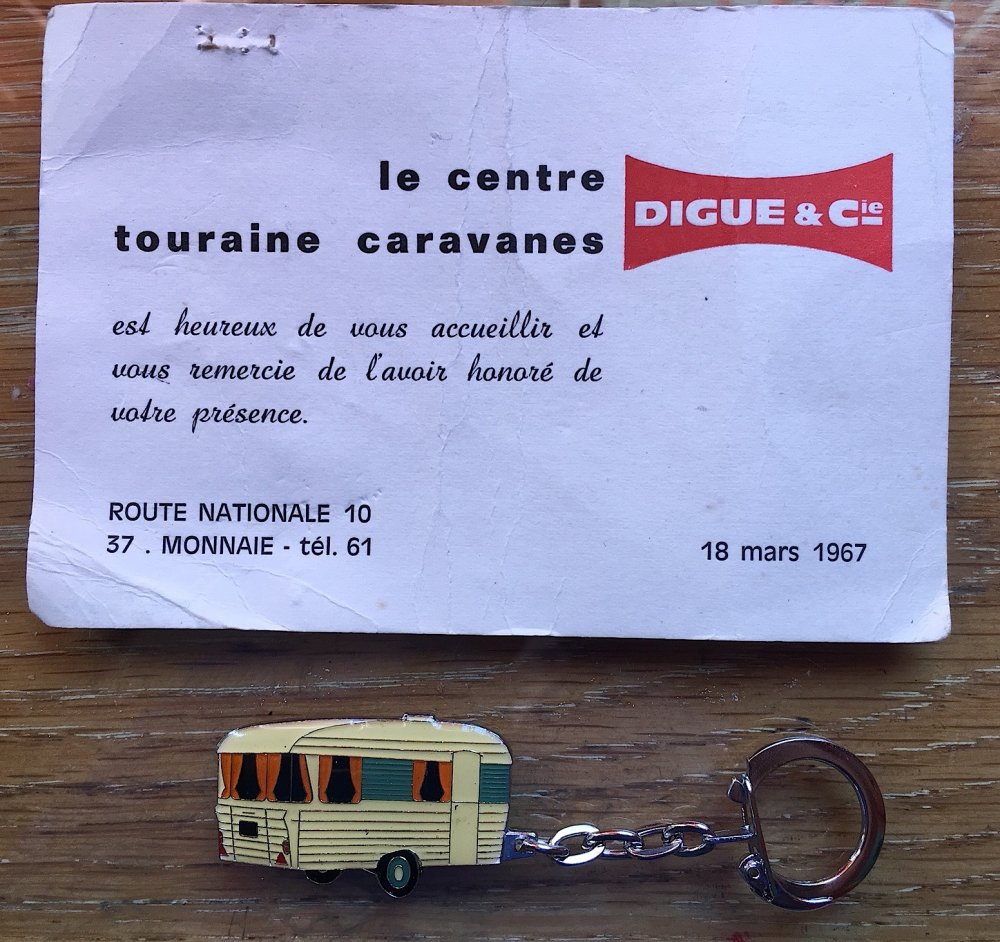 le centre
touraine caravanes
DIGUE & Cie
est heureux de vous accueillir et
vous remercie de l'avoir honoré de
votre présence.
ROUTE NATIONALE 10
37 . MONNAIE - tél. 61
18 mars 1967